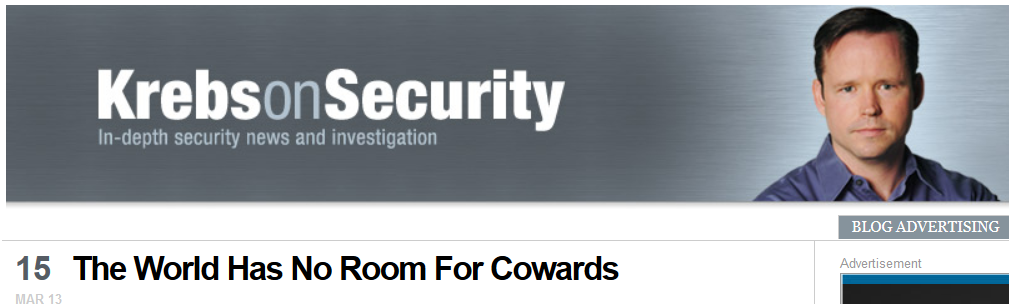 KrebsonSecurity
In-depth security news and investigation
BLOG ADVERTISING
15 The World Has No Room For Cowards
MAR 13
Advertisement